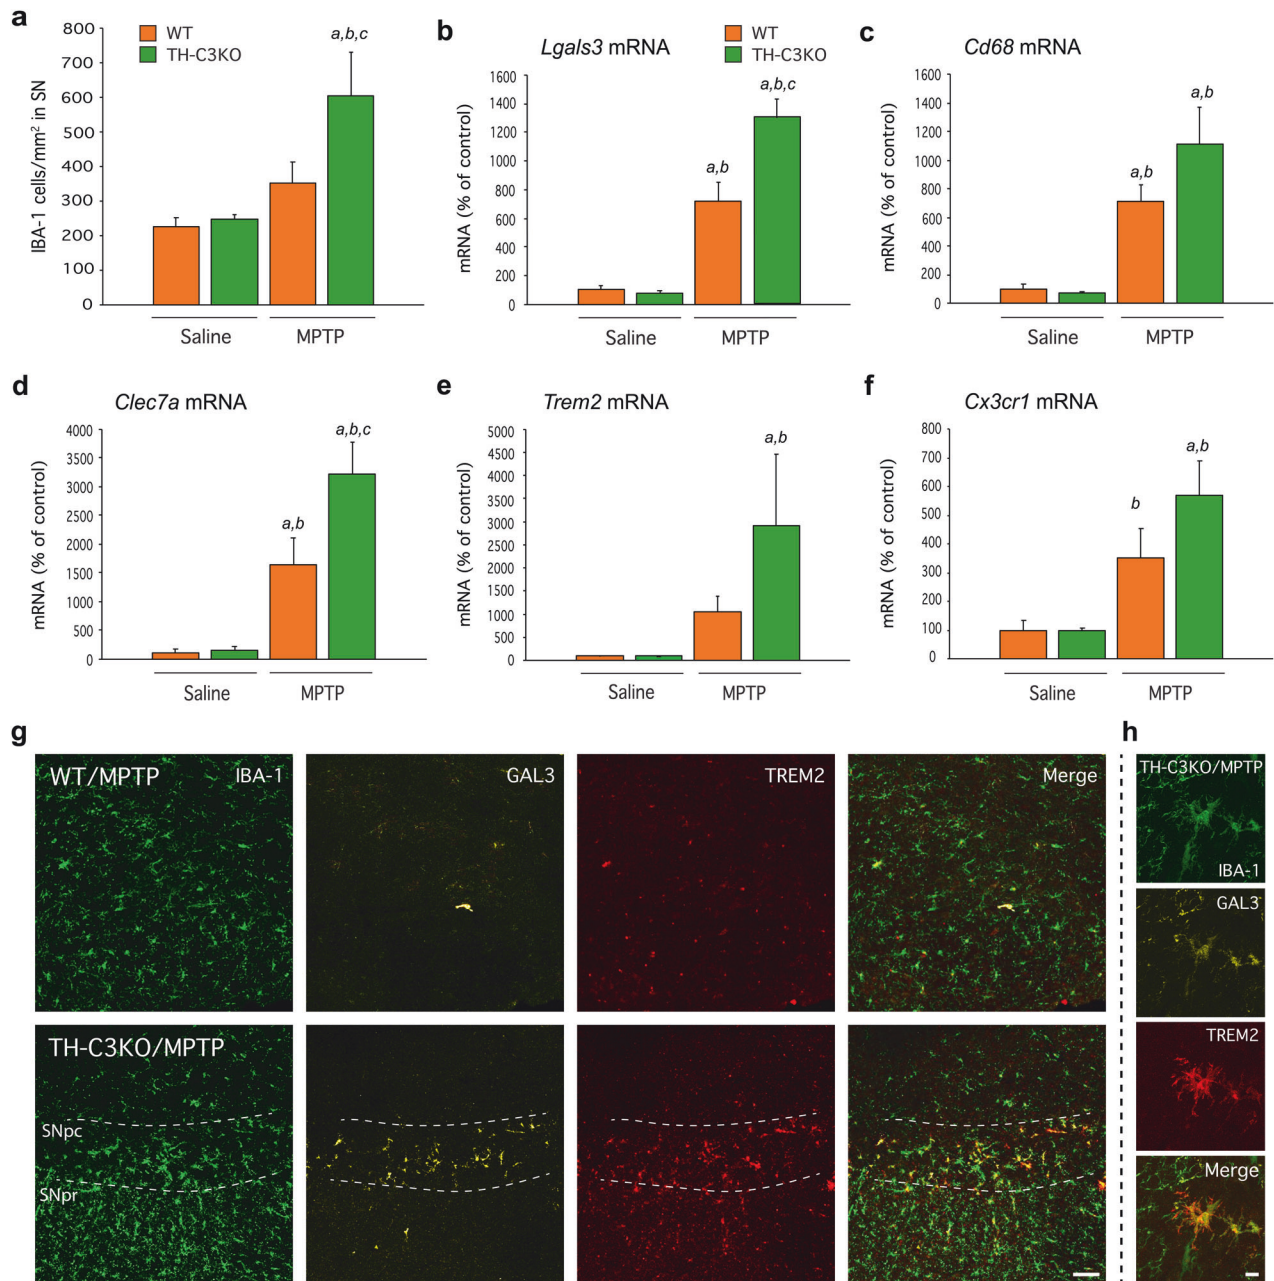 a
WT
TH-C3KO
IBA-1 cells/mm² in SN
800
700
600
500
400
300
200
100
0
a,b,c
Saline
MPTP
b
Lgals3 mRNA
WT
TH-C3KO
mRNA (% of control)
1600
1400
1200
1000
800
600
400
200
0
a,b
a,b,c
Saline
MPTP
c
Cd68 mRNA
mRNA (% of control)
1600
1400
1200
1000
800
600
400
200
0
a,b
a,b
Saline
MPTP
d
Clec7a mRNA
mRNA (% of control)
4000
3500
3000
2500
2000
1500
1000
500
0
a,b
a,b,c
Saline
MPTP
e
Trem2 mRNA
mRNA (% of control)
5000
4500
4000
3500
3000
2500
2000
1500
1000
500
0
a,b
Saline
MPTP
f
Cx3cr1 mRNA
mRNA (% of control)
800
700
600
500
400
300
200
100
0
b
a,b
Saline
MPTP
g
WT/MPTP
IBA-1
GAL3
TREM2
Merge
TH-C3KO/MPTP
SNpc
SNpr
h
TH-C3KO/MPTP
IBA-1
GAL3
TREM2
Merge